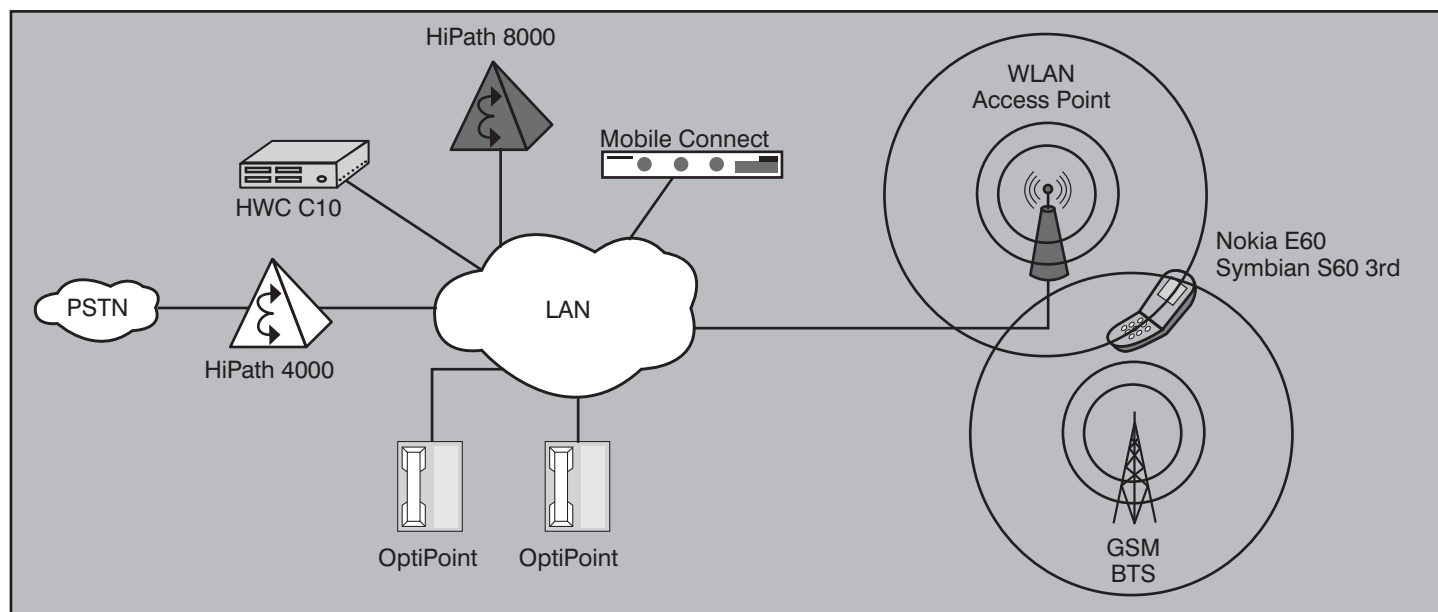 HiPath 8000
WLAN
Access Point
Mobile Connect
HWC C10
Nokia E60
Symbian S60 3rd
PSTN
LAN
HiPath 4000
OptiPoint
OptiPoint
GSM
BTS